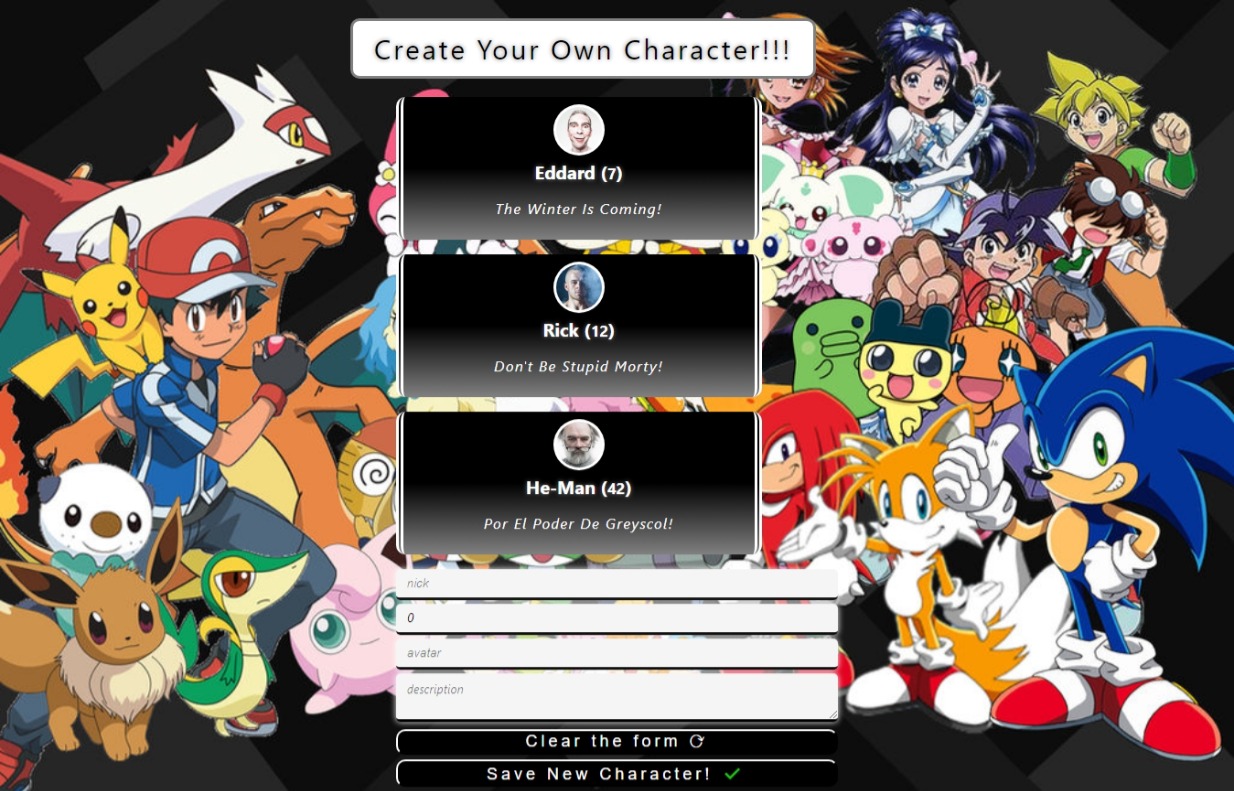 Create Your Own Character!!!
Eddard (7)
The Winter Is Coming!
Rick (12)
Don't Be Stupid Morty!
He-Man (42)
Por El Poder De Greyscol!
nick
0
avatar
description
Clear the form
Save New Character!